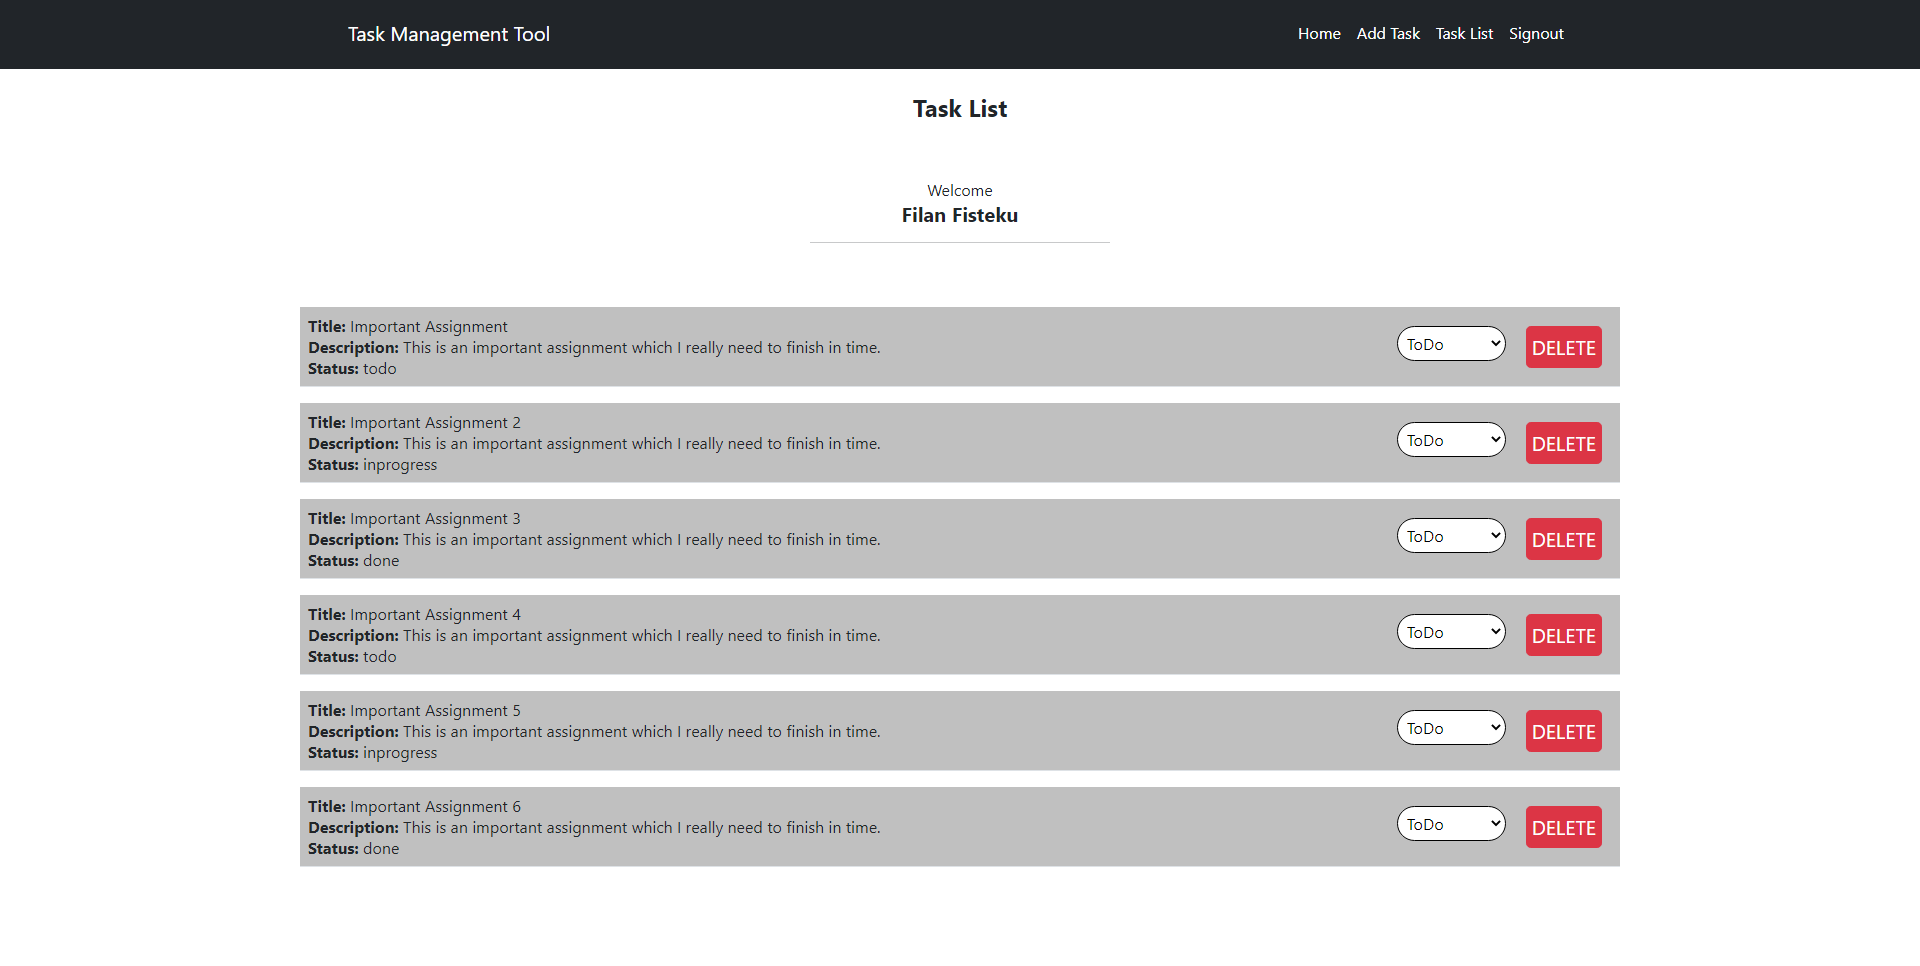 Task Management Tool
Home Add Task Task List Signout
Task List
Welcome
Filan Fisteku
Title: Important Assignment
Description: This is an important assignment which I really need to finish in time.
Status: todo
ToDo
DELETE
Title: Important Assignment 2
Description: This is an important assignment which I really need to finish in time.
Status: inprogress
ToDo
DELETE
Title: Important Assignment 3
Description: This is an important assignment which I really need to finish in time.
Status: done
ToDo
DELETE
Title: Important Assignment 4
Description: This is an important assignment which I really need to finish in time.
Status: todo
ToDo
DELETE
Title: Important Assignment 5
Description: This is an important assignment which I really need to finish in time.
Status: inprogress
ToDo
DELETE
Title: Important Assignment 6
Description: This is an important assignment which I really need to finish in time.
Status: done
ToDo
DELETE